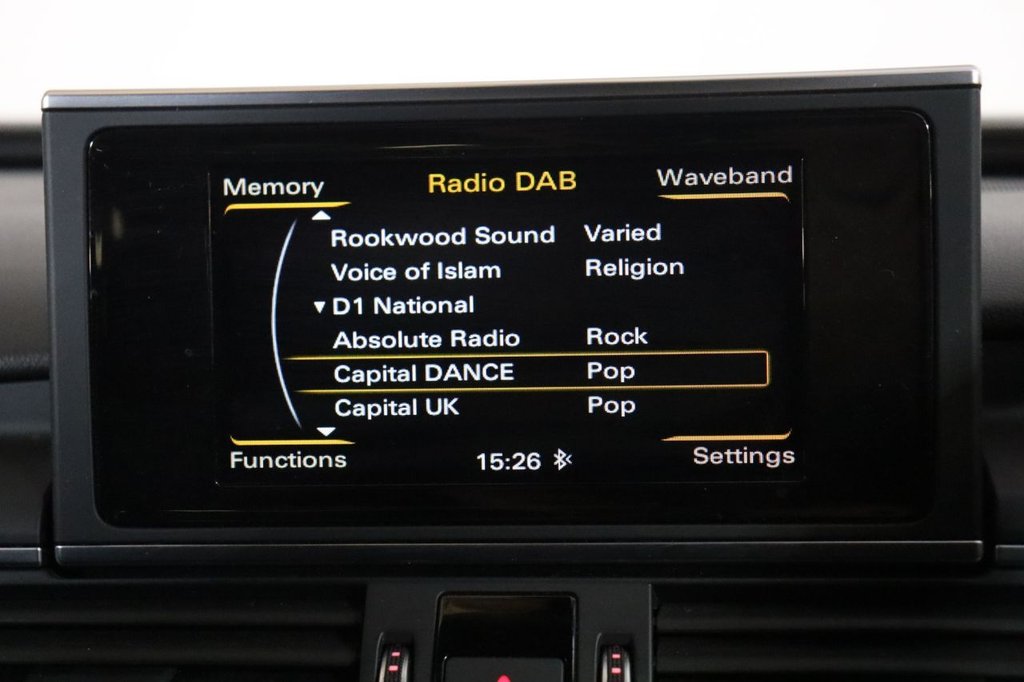 Memory Radio DAB Waveband
Rookwood Sound Varied
Voice of Islam Religion
D1 National
Absolute Radio Rock
Capital DANCE Pop
Capital UK Pop
Functions 15:26 Settings